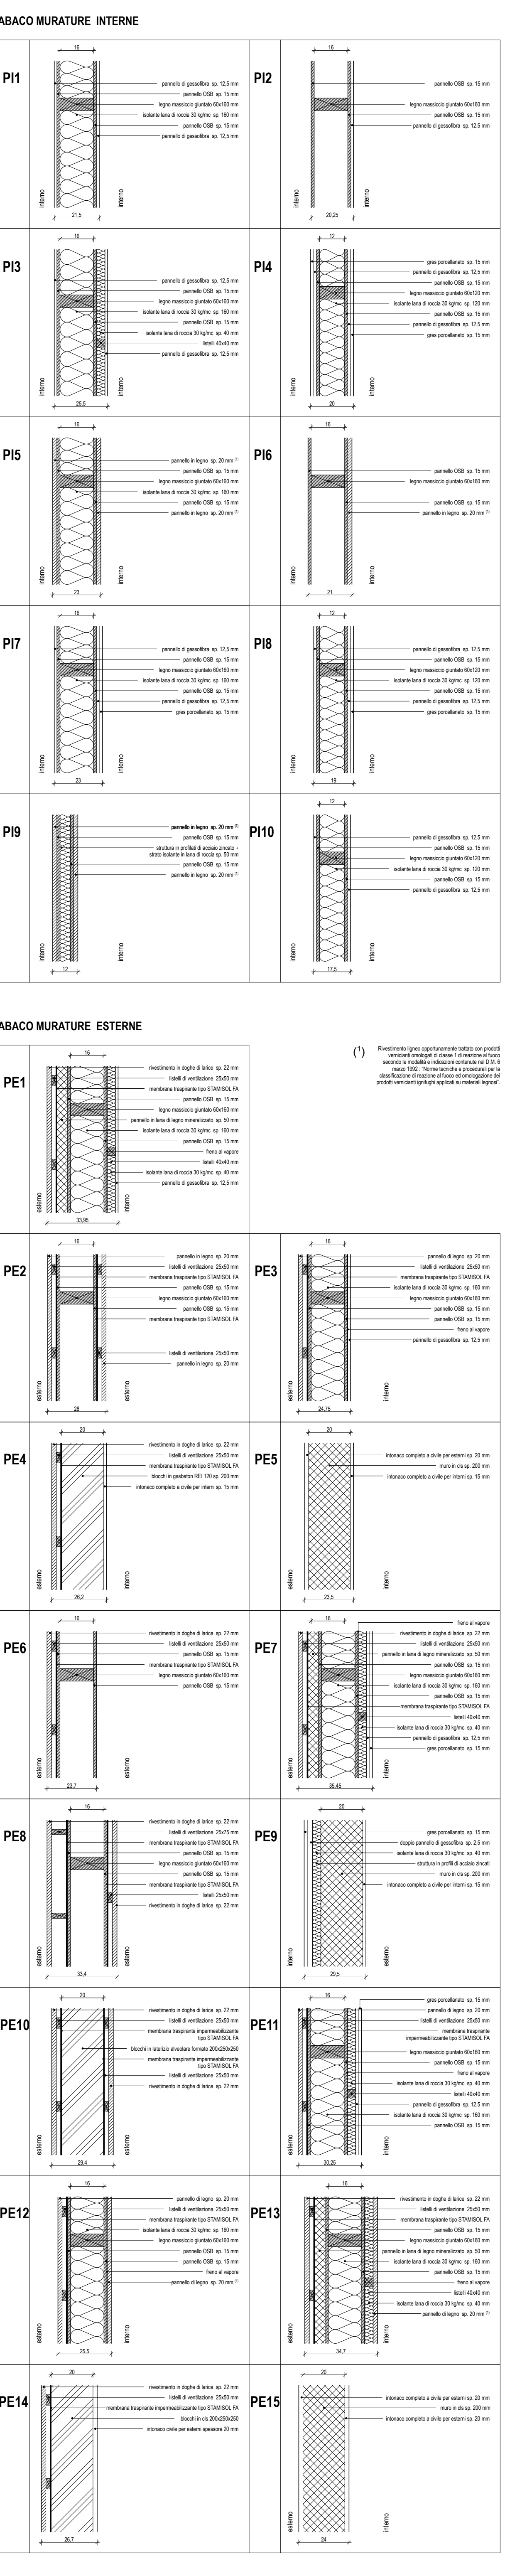 ABACO MURATURE INTERNE
PI1
16
pannello di gessofibra sp. 12,5 mm
pannello OSB sp. 15 mm
legno massiccio giuntato 60x160 mm
isolante lana di roccia 30 kg/mc sp. 160 mm
pannello OSB sp. 15 mm
pannello di gessofibra sp. 12,5 mm
interno
interno
21,5
PI2
16
pannello OSB sp. 15 mm
legno massiccio giuntato 60x160 mm
pannello OSB sp. 15 mm
pannello di gessofibra sp. 12,5 mm
interno
interno
20,25
PI3
16
pannello di gessofibra sp. 12,5 mm
pannello OSB sp. 15 mm
legno massiccio giuntato 60x160 mm
isolante lana di roccia 30 kg/mc sp. 160 mm
pannello OSB sp. 15 mm
isolante lana di roccia 30 kg/mc sp. 40 mm
listelli 40x40 mm
pannello di gessofibra sp. 12,5 mm
interno
interno
25,5
PI4
12
gres porcellanato sp. 15 mm
pannello di gessofibra sp. 12,5 mm
pannello OSB sp. 15 mm
legno massiccio giuntato 60x120 mm
isolante lana di roccia 30 kg/mc sp. 120 mm
pannello OSB sp. 15 mm
pannello di gessofibra sp. 12,5 mm
gres porcellanato sp. 15 mm
interno
interno
20
PI5
16
pannello in legno sp. 20 mm (1)
pannello OSB sp. 15 mm
legno massiccio giuntato 60x160 mm
isolante lana di roccia 30 kg/mc sp. 160 mm
pannello OSB sp. 15 mm
pannello in legno sp. 20 mm (1)
interno
interno
23
PI6
16
pannello OSB sp. 15 mm
legno massiccio giuntato 60x160 mm
pannello OSB sp. 15 mm
pannello in legno sp. 20 mm (1)
interno
interno
21
PI7
16
pannello di gessofibra sp. 12,5 mm
pannello OSB sp. 15 mm
legno massiccio giuntato 60x160 mm
isolante lana di roccia 30 kg/mc sp. 160 mm
pannello OSB sp. 15 mm
pannello di gessofibra sp. 12,5 mm
gres porcellanato sp. 15 mm
interno
interno
23
PI8
12
pannello di gessofibra sp. 12,5 mm
pannello OSB sp. 15 mm
legno massiccio giuntato 60x120 mm
isolante lana di roccia 30 kg/mc sp. 120 mm
pannello OSB sp. 15 mm
pannello di gessofibra sp. 12,5 mm
gres porcellanato sp. 15 mm
interno
interno
19
PI9
pannello in legno sp. 20 mm (1)
pannello OSB sp. 15 mm
struttura in profilati di acciaio zincato +
strato isolante in lana di roccia sp. 50 mm
pannello OSB sp. 15 mm
pannello in legno sp. 20 mm (1)
interno
interno
12
PI10
12
pannello di gessofibra sp. 12,5 mm
pannello OSB sp. 15 mm
legno massiccio giuntato 60x120 mm
isolante lana di roccia 30 kg/mc sp. 120 mm
pannello OSB sp. 15 mm
pannello di gessofibra sp. 12,5 mm
interno
interno
17,5
ABACO MURATURE ESTERNE
(1)
Rivestimento ligneo opportunamente trattato con prodotti
vernicianti omologati di classe 1 di reazione al fuoco
secondo le modalità e indicazioni contenute nel D.M. 6
marzo 1992 : "Norme tecniche e procedurali per la
classificazione di reazione al fuoco ed omologazione dei
prodotti vernicianti ignifughi applicati su materiali legnosi".
PE1
16
rivestimento in doghe di larice sp. 22 mm
listelli di ventilazione 25x50 mm
membrana traspirante tipo STAMISOL FA
pannello OSB sp. 15 mm
legno massiccio giuntato 60x160 mm
pannello in lana di legno mineralizzato sp. 50 mm
isolante lana di roccia 30 kg/mc sp. 160 mm
pannello OSB sp. 15 mm
freno al vapore
listelli 40x40 mm
isolante lana di roccia 30 kg/mc sp. 40 mm
pannello di gessofibra sp. 12,5 mm
esterno
interno
33,95
PE2
16
pannello in legno sp. 20 mm
listelli di ventilazione 25x50 mm
membrana traspirante tipo STAMISOL FA
pannello OSB sp. 15 mm
legno massiccio giuntato 60x160 mm
pannello OSB sp. 15 mm
membrana traspirante tipo STAMISOL FA
listelli di ventilazione 25x50 mm
pannello in legno sp. 20 mm
esterno
esterno
28
PE3
16
pannello di legno sp. 20 mm
listelli di ventilazione 25x50 mm
membrana traspirante tipo STAMISOL FA
isolante lana di roccia 30 kg/mc sp. 160 mm
legno massiccio giuntato 60x160 mm
pannello OSB sp. 15 mm
pannello OSB sp. 15 mm
freno al vapore
pannello di gessofibra sp. 12,5 mm
esterno
interno
24,75
PE4
20
rivestimento in doghe di larice sp. 22 mm
listelli di ventilazione 25x50 mm
membrana traspirante tipo STAMISOL FA
blocchi in gasbeton REI 120 sp. 200 mm
intonaco completo a civile per interni sp. 15 mm
esterno
interno
26,2
PE5
20
intonaco completo a civile per esterni sp. 20 mm
muro in cls sp. 200 mm
intonaco completo a civile per interni sp. 15 mm
esterno
interno
23,5
PE6
16
rivestimento in doghe di larice sp. 22 mm
listelli di ventilazione 25x50 mm
pannello OSB sp. 15 mm
membrana traspirante tipo STAMISOL FA
legno massiccio giuntato 60x160 mm
pannello OSB sp. 15 mm
esterno
esterno
23,7
PE7
16
freno al vapore
rivestimento in doghe di larice sp. 22 mm
listelli di ventilazione 25x50 mm
pannello in lana di legno mineralizzato sp. 50 mm
pannello OSB sp. 15 mm
legno massiccio giuntato 60x160 mm
isolante lana di roccia 30 kg/mc sp. 160 mm
pannello OSB sp. 15 mm
membrana traspirante tipo STAMISOL FA
listelli 40x40 mm
isolante lana di roccia 30 kg/mc sp. 40 mm
pannello di gessofibra sp. 12,5 mm
gres porcellanato sp. 15 mm
esterno
interno
35,45
PE8
16
rivestimento in doghe di larice sp. 22 mm
listelli di ventilazione 25x75 mm
membrana traspirante tipo STAMISOL FA
pannello OSB sp. 15 mm
legno massiccio giuntato 60x160 mm
pannello OSB sp. 15 mm
membrana traspirante tipo STAMISOL FA
listelli 25x50 mm
rivestimento in doghe di larice sp. 22 mm
esterno
esterno
33,4
PE9
20
gres porcellanato sp. 15 mm
doppio pannello di gessofibra sp. 2,5 mm
isolante lana di roccia 30 kg/mc sp. 40 mm
struttura in profili di acciaio zincati
muro in cls sp. 200 mm
intonaco completo a civile per interni sp. 15 mm
interno
esterno
29,5
PE10
20
rivestimento in doghe di larice sp. 22 mm
listelli di ventilazione 25x50 mm
membrana traspirante impermeabilizzante
tipo STAMISOL FA
blocchi in laterizio alveolare formato 200x250x250
membrana traspirante impermeabilizzante
tipo STAMISOL FA
listelli di ventilazione 25x50 mm
rivestimento in doghe di larice sp. 22 mm
esterno
esterno
29,4
PE11
16
gres porcellanato sp. 15 mm
pannello di legno sp. 20 mm
listelli di ventilazione 25x50 mm
membrana traspirante
impermeabilizzante tipo STAMISOL FA
legno massiccio giuntato 60x160 mm
pannello OSB sp. 15 mm
freno al vapore
isolante lana di roccia 30 kg/mc sp. 40 mm
listelli 40x40 mm
pannello di gessofibra sp. 12,5 mm
isolante lana di roccia 30 kg/mc sp. 160 mm
pannello OSB sp. 15 mm
esterno
esterno
30,25
PE12
16
pannello di legno sp. 20 mm
listelli di ventilazione 25x50 mm
membrana traspirante tipo STAMISOL FA
isolante lana di roccia 30 kg/mc sp. 160 mm
legno massiccio giuntato 60x160 mm
pannello OSB sp. 15 mm
pannello OSB sp. 15 mm
freno al vapore
pannello di legno sp. 20 mm (1)
esterno
interno
25,5
PE13
16
rivestimento in doghe di larice sp. 22 mm
listelli di ventilazione 25x50 mm
membrana traspirante tipo STAMISOL FA
pannello OSB sp. 15 mm
legno massiccio giuntato 60x160 mm
pannello in lana di legno mineralizzato sp. 50 mm
isolante lana di roccia 30 kg/mc sp. 160 mm
pannello OSB sp. 15 mm
freno al vapore
listelli 40x40 mm
isolante lana di roccia 30 kg/mc sp. 40 mm
pannello di legno sp. 20 mm (1)
esterno
interno
34,7
PE14
20
rivestimento in doghe di larice sp. 22 mm
listelli di ventilazione 25x50 mm
membrana traspirante impermeabilizzante tipo STAMISOL FA
blocchi in cls 200x250x250
intonaco civile per esterni spessore 20 mm
esterno
esterno
26,7
PE15
20
intonaco completo a civile per esterni sp. 20 mm
muro in cls sp. 200 mm
intonaco completo a civile per esterni sp. 20 mm
esterno
interno
24